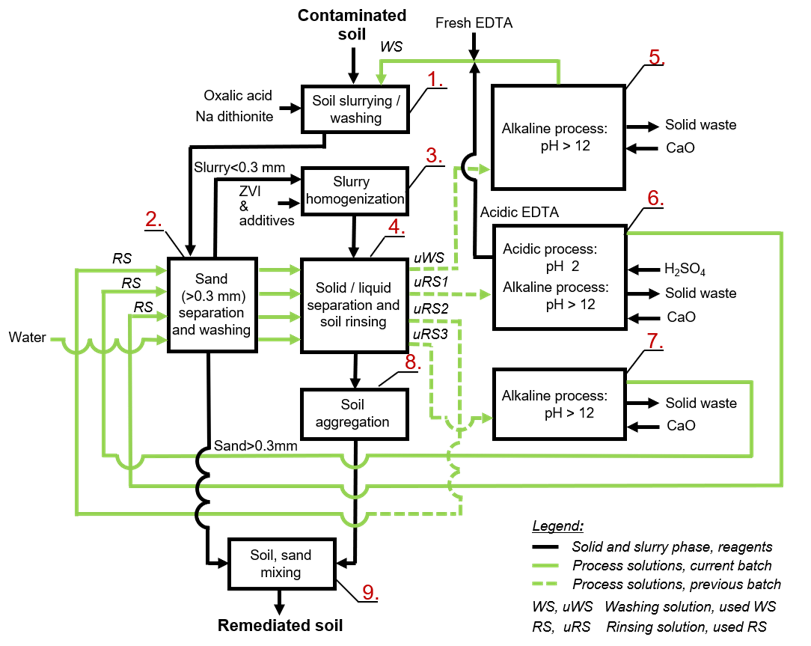 Contaminated
soil
Fresh EDTA
WS
5.
1.
Oxalic acid
Na dithionite
Soil slurrying /
washing
Alkaline process:
pH > 12
Solid waste
CaO
3.
Slurry<0.3 mm
Slurry
homogenization
ZVI
&
additives
Acidic EDTA
6.
2.
4.
Acidic process:
pH 2
Alkaline process:
pH > 12
H₂SO₄
Solid waste
CaO
RS
RS
RS
Sand
(>0.3 mm)
separation
and washing
Solid / liquid
separation and
soil rinsing
uWS
uRS1
uRS2
uRS3
Water
7.
8.
Alkaline process:
pH > 12
Solid waste
CaO
Soil
aggregation
Sand>0.3mm
Soil, sand
mixing
9.
Remediated soil
Legend:
Solid and slurry phase, reagents
Process solutions, current batch
Process solutions, previous batch
WS, uWS Washing solution, used WS
RS, uRS Rinsing solution, used RS